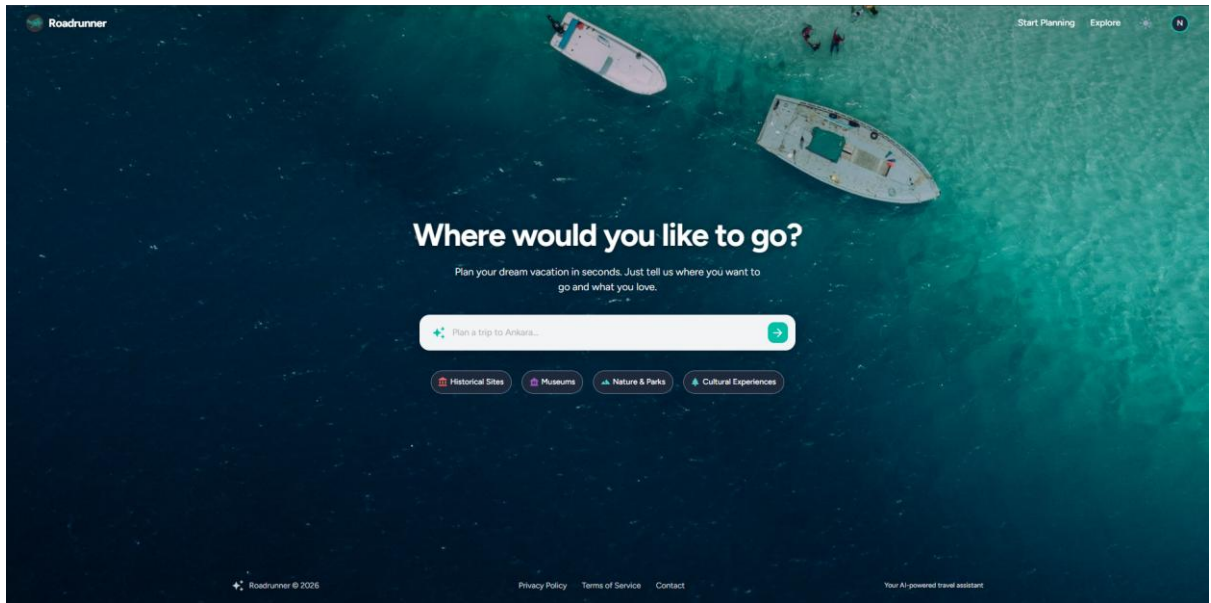 Roadrunner
Start Planning
Explore
N
Where would you like to go?
Plan your dream vacation in seconds. Just tell us where you want to
go and what you love.
Plan a trip to Ankara...
Historical Sites
Museums
Nature & Parks
Cultural Experiences
Roadrunner © 2026
Privacy Policy
Terms of Service
Contact
Your AI-powered travel assistant